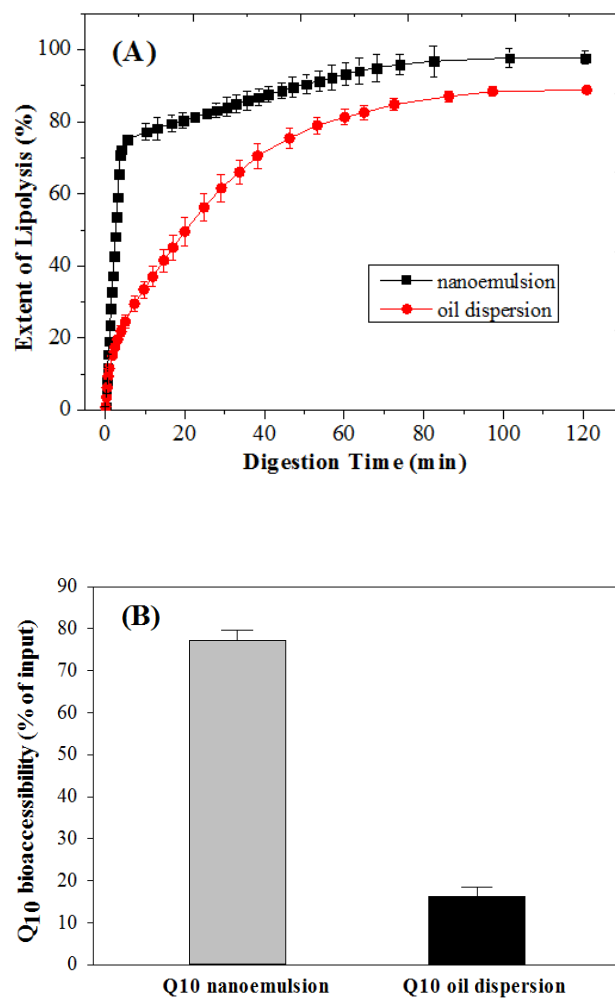 (A)
Extent of Lipolysis (%)
100
80
60
40
20
0
nanoemulsion
oil dispersion
0 20 40 60 80 100 120
Digestion Time (min)
(B)
Q10 bioaccessibility (% of input)
90
80
70
60
50
40
30
20
10
0
Q10 nanoemulsion Q10 oil dispersion